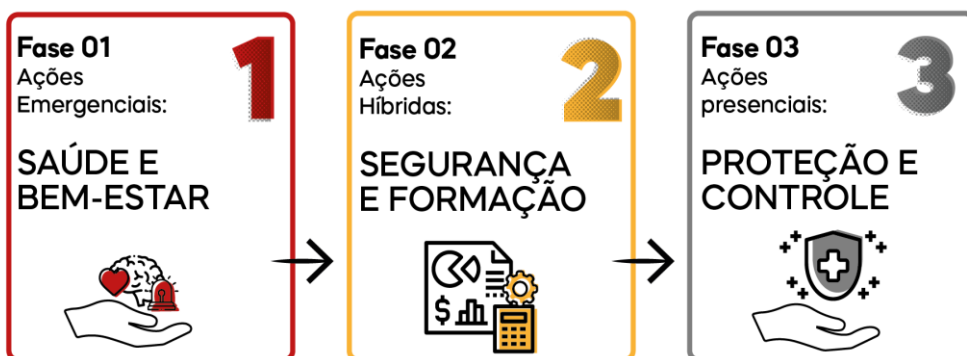 Fase 01
Ações
Emergenciais:
1
SAÚDE E
BEM-ESTAR
Fase 02
Ações
Híbridas:
2
SEGURANÇA
E FORMAÇÃO
$
Fase 03
Ações
presenciais:
3
PROTEÇÃO E
CONTROLE